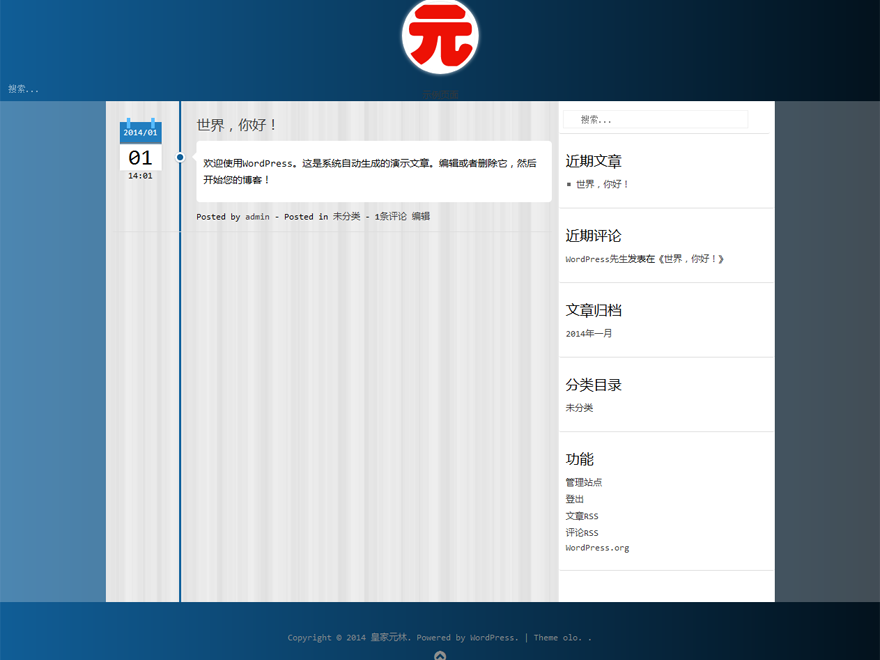 元
搜索...
2014/01
01
14:01
世界，你好！
欢迎使用WordPress。这是系统自动生成的演示文章。编辑或者删除它，然后
开始您的博客！
Posted by admin - Posted in 未分类 - 1条评论 编辑
搜索...
近期文章
世界，你好！
近期评论
WordPress先生发表在《世界，你好！》
文章归档
2014年一月
分类目录
未分类
功能
管理站点
登出
文章RSS
评论RSS
WordPress.org
Copyright © 2014 皇家元林. Powered by WordPress. | Theme olo. .